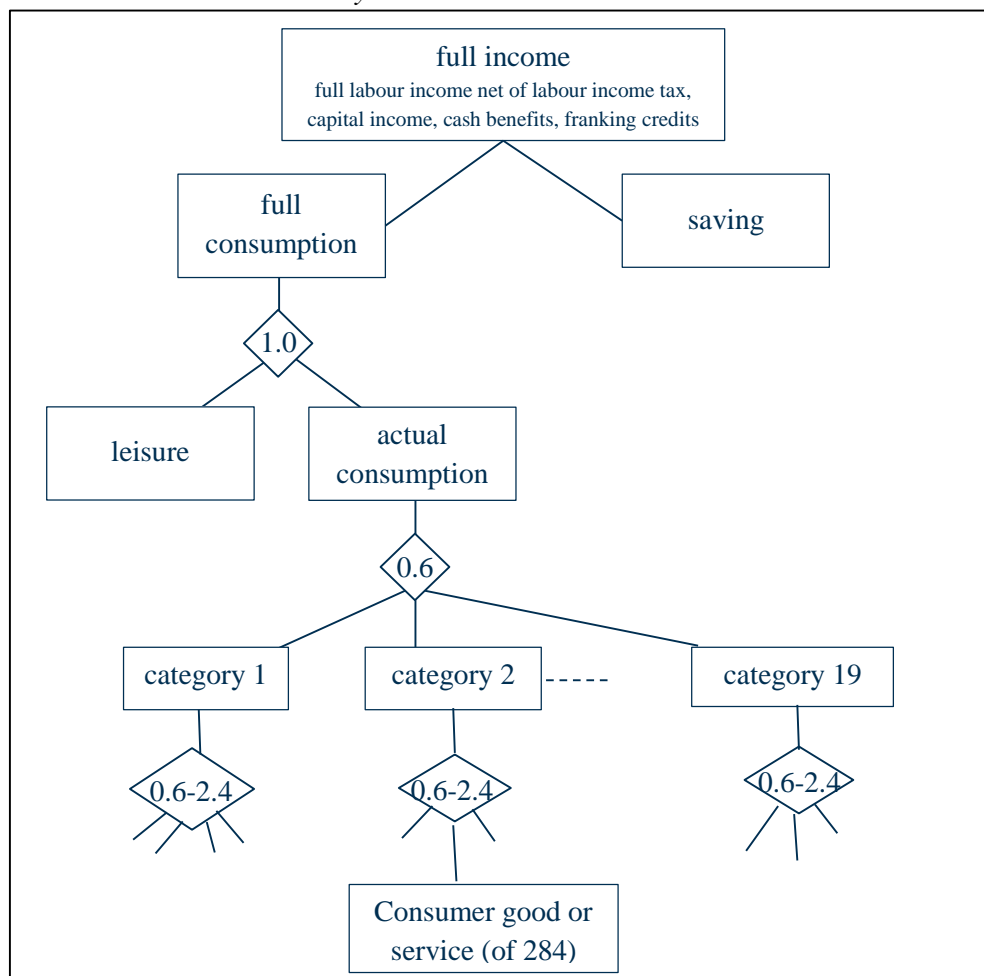 full income
full labour income net of labour income tax,
capital income, cash benefits, franking credits
full
consumption
saving
1.0
leisure
actual
consumption
0.6
category 1
category 2
category 19
0.6-2.4
0.6-2.4
0.6-2.4
Consumer good or
service (of 284)